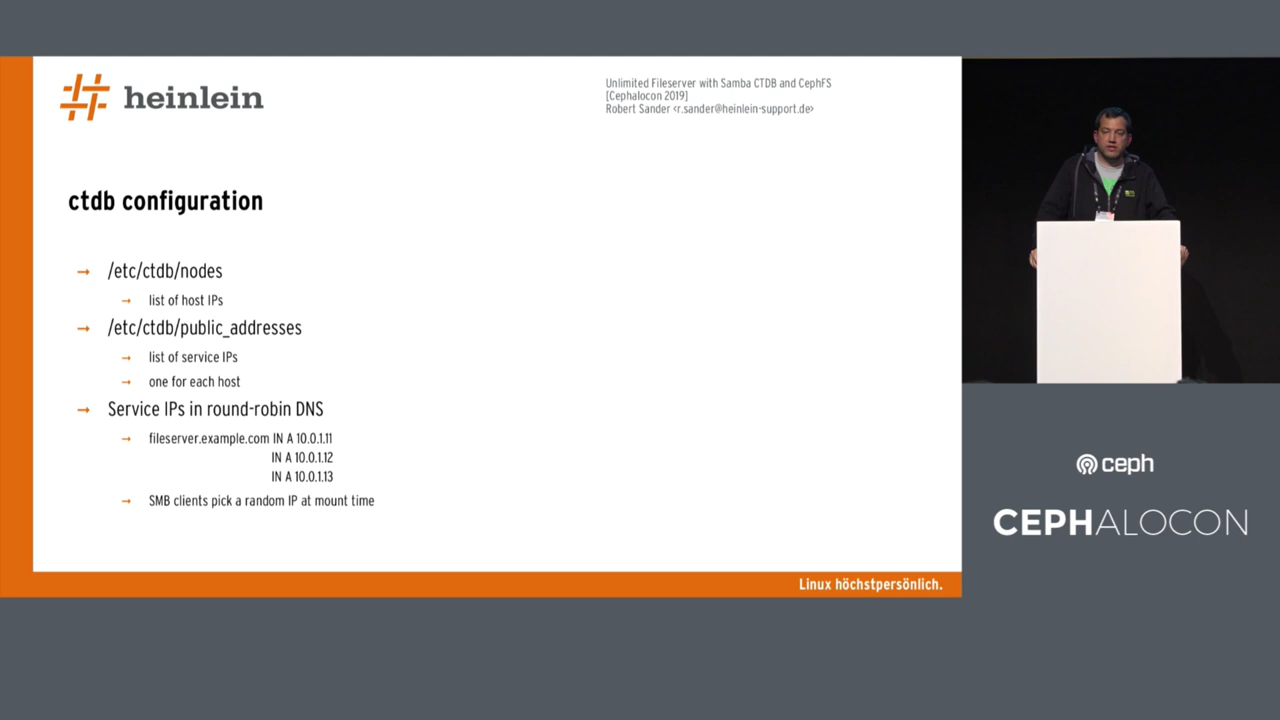 heinlein
Unlimited Fileserver with Samba CTDB and CephFS
[Cephalocon 2019]
Robert Sander <r.sander@heinlein-support.de>
ctdb configuration
→ /etc/ctdb/nodes
→ list of host IPs
→ /etc/ctdb/public_addresses
→ list of service IPs
→ one for each host
→ Service IPs in round-robin DNS
→ fileserver.example.com IN A 10.0.1.11
IN A 10.0.1.12
IN A 10.0.1.13
→ SMB clients pick a random IP at mount time
Linux höchstpersönlich.
ceph
CEPHALOCON